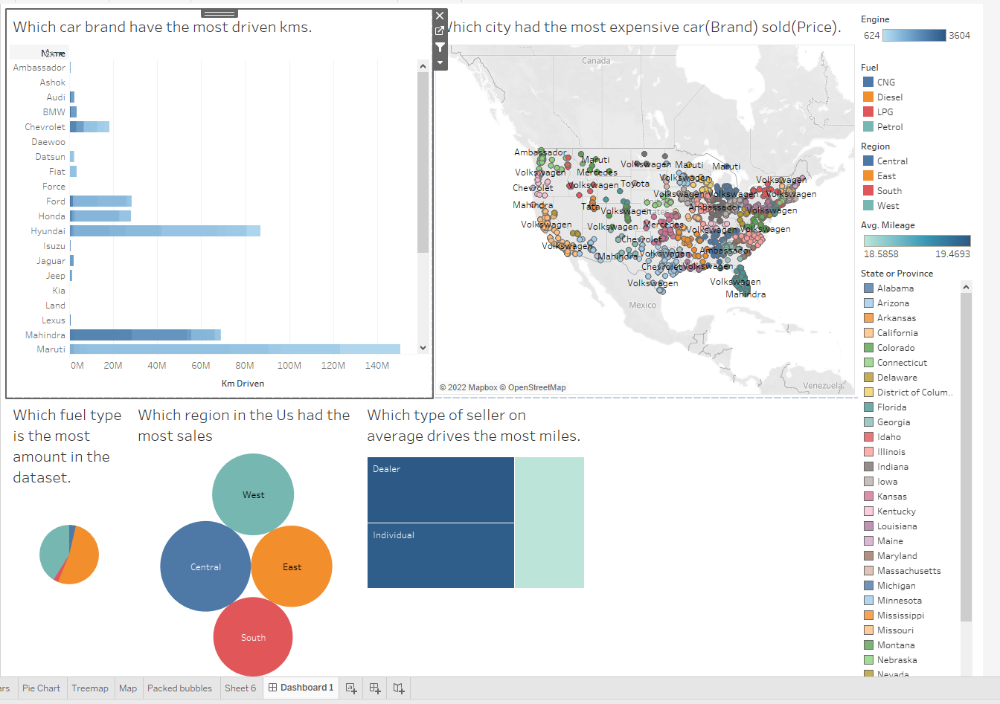 Which car brand have the most driven kms.
Name
Ambassador
Ashok
Audi
BMW
Chevrolet
Daewoo
Datsun
Fiat
Force
Ford
Honda
Hyundai
Isuzu
Jaguar
Jeep
Kia
Land
Lexus
Mahindra
Maruti
0M 20M 40M 60M 80M 100M 120M 140M
Km Driven
Which city had the most expensive car(Brand) sold(Price).
Canada
Ambassador
Maruti
Volkswagen
Maruti
Maruti
Volkswagen
Mercedes
Volkswagen
Volkswagen
Chevrolet
Volkswagen
Toyota
Volkswagen
Volkswagen
Volkswagen
Mahindra
Tata
Volkswagen
Ambassador
Volkswagen
Volkswagen
Volkswagen
Mercedes
Volkswagen
Volkswagen
Volkswagen
Chevrolet
Mahindra
Volkswagen
Ambassador
Chevrolet
Volkswagen
Volkswagen
Volkswagen
Mahindra
Mexico
Venezuela
© 2022 Mapbox © OpenStreetMap
Engine
624 3604
Fuel
CNG
Diesel
LPG
Petrol
Region
Central
East
South
West
Avg. Mileage
18.5858 19.4693
State or Province
Alabama
Arizona
Arkansas
California
Colorado
Connecticut
Delaware
District of Colum..
Florida
Georgia
Idaho
Illinois
Indiana
Iowa
Kansas
Kentucky
Louisiana
Maine
Maryland
Massachusetts
Michigan
Minnesota
Mississippi
Missouri
Montana
Nebraska
Nevada
Which fuel type
is the most
amount in the
dataset.
Which region in the Us had the
most sales
West
Central
East
South
Which type of seller on
average drives the most miles.
Dealer
Individual
Pie Chart Treemap Map Packed bubbles Sheet 6 Dashboard 1